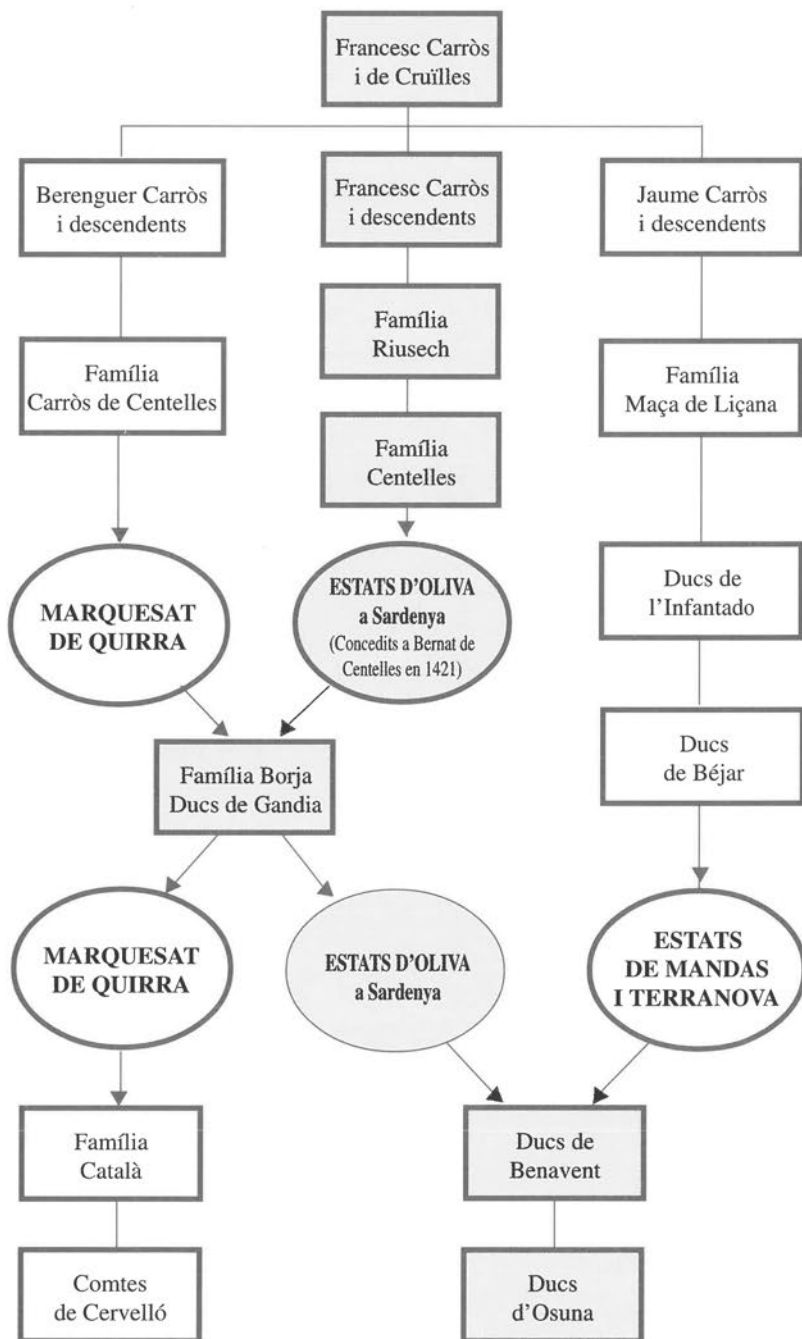 Francesc Carròs
i de Cruïlles
Berenguer Carròs
i descendents
Francesc Carròs
i descendents
Jaume Carròs
i descendents
Família
Riusech
Família
Carròs de Centelles
Família
Maça de Liçana
Família
Centelles
MARQUESAT
DE QUIRRA
ESTATS D'OLIVA
a Sardenya
(Concedits a Bernat de
Centelles en 1421)
Ducs de
l'Infantado
Família Borja
Ducs de Gandia
Ducs
de Béjar
MARQUESAT
DE QUIRRA
ESTATS D'OLIVA
a Sardenya
ESTATS
DE MANDAS
I TERRANOVA
Família
Català
Ducs de
Benavent
Comtes
de Cervelló
Ducs
d'Osuna